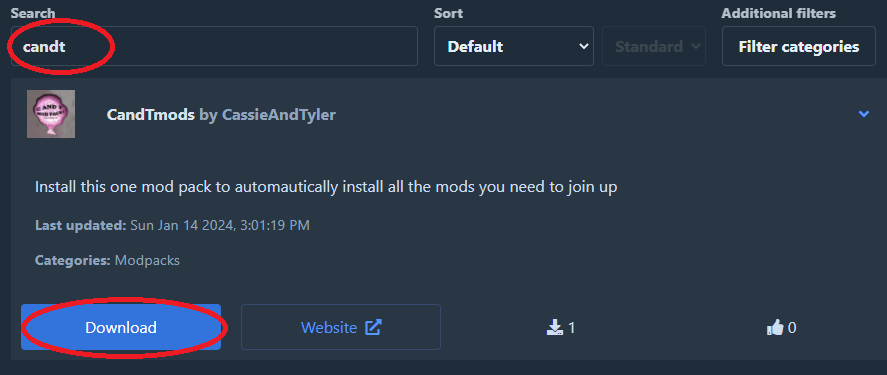 Search
Sort
Additional filters
candt
Default
Standard
Filter categories
CandTmods by CassieAndTyler
Install this one mod pack to automautically install all the mods you need to join up
Last updated: Sun Jan 14 2024, 3:01:19 PM
Categories: Modpacks
Download
Website
1
0